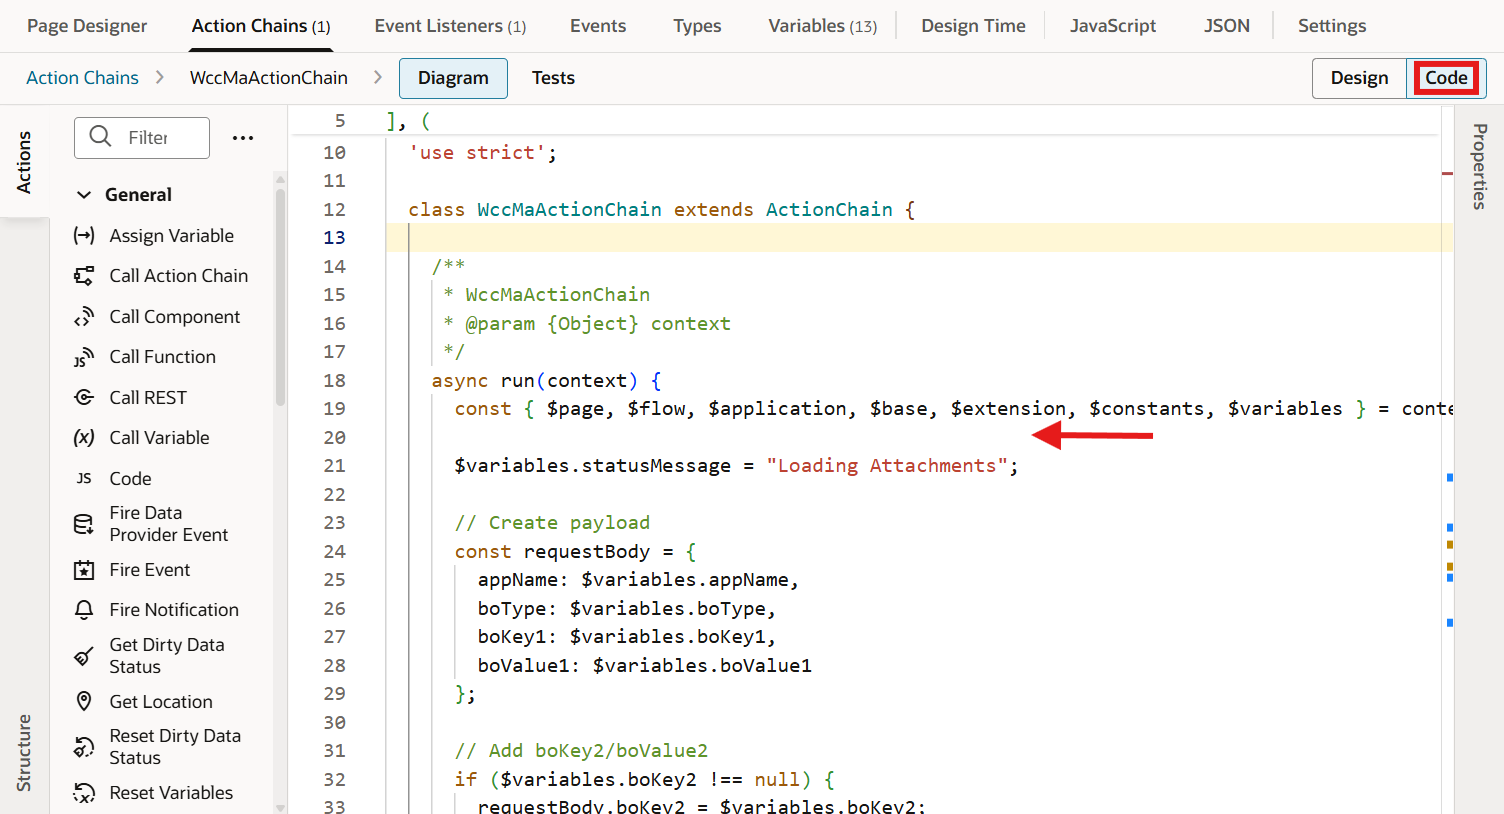 Page Designer
Action Chains (1)
Event Listeners (1)
Events
Types
Variables (13)
Design Time
JavaScript
JSON
Settings
Action Chains
WccMaActionChain
Diagram
Tests
Design
Code
Actions
Structure
Filter
General
Assign Variable
Call Action Chain
Call Component
Call Function
Call REST
Call Variable
JS Code
Fire Data
Provider Event
Fire Event
Fire Notification
Get Dirty Data
Status
Get Location
Reset Dirty Data
Status
Reset Variables
5 ], (
10 'use strict';
11
12 class WccMaActionChain extends ActionChain {
13
14 /**
15 * WccMaActionChain
16 * @param {Object} context
17 */
18 async run(context) {
19 const { $page, $flow, $application, $base, $extension, $constants, $variables } = conte
20
21 $variables.statusMessage = "Loading Attachments";
22
23 // Create payload
24 const requestBody = {
25 appName: $variables.appName,
26 boType: $variables.boType,
27 boKey1: $variables.boKey1,
28 boValue1: $variables.boValue1
29 };
30
31 // Add boKey2/boValue2
32 if ($variables.boKey2 !== null) {
33 requestBody.boKey2 = $variables.boKey2;
Properties